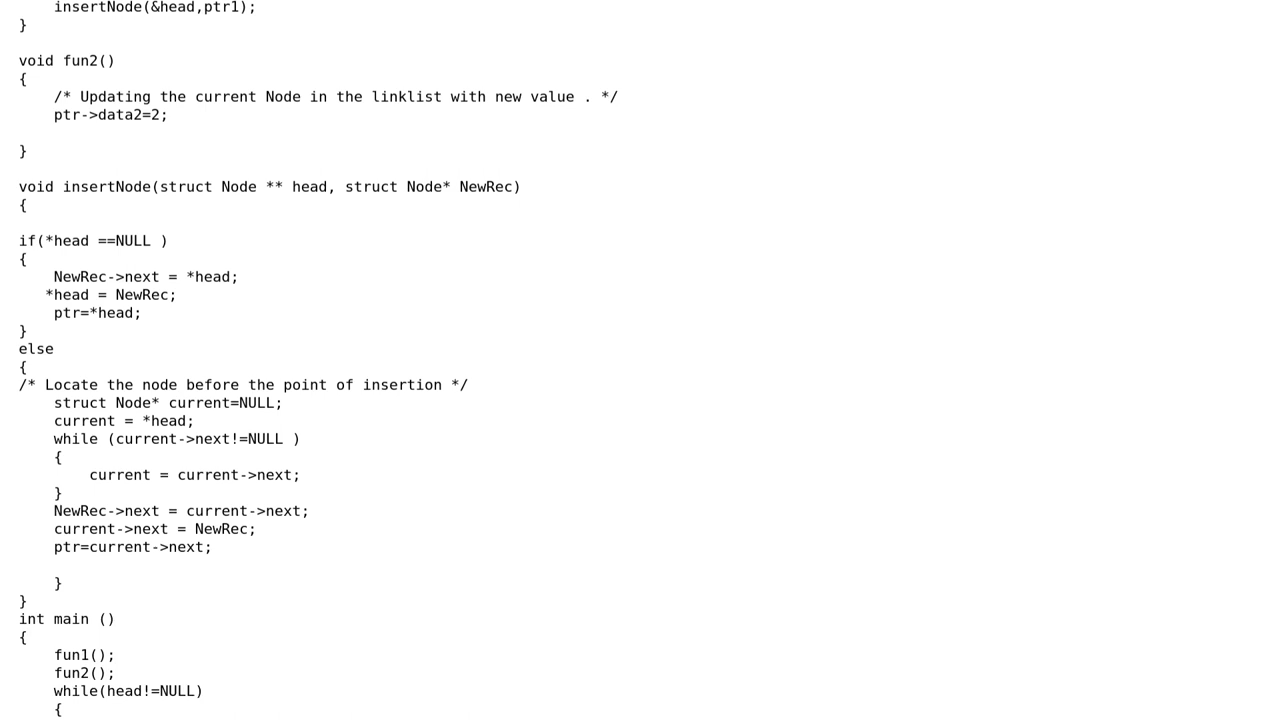 insertNode(&head,ptr1);
}
void fun2()
{
/* Updating the current Node in the linklist with new value . */
ptr->data2=2;
}
void insertNode(struct Node ** head, struct Node* NewRec)
{
if(*head ==NULL )
{
NewRec->next = *head;
*head = NewRec;
ptr=*head;
}
else
{
/* Locate the node before the point of insertion */
struct Node* current=NULL;
current = *head;
while (current->next!=NULL )
{
current = current->next;
}
NewRec->next = current->next;
current->next = NewRec;
ptr=current->next;
}
}
int main ()
{
fun1();
fun2();
while(head!=NULL)
{